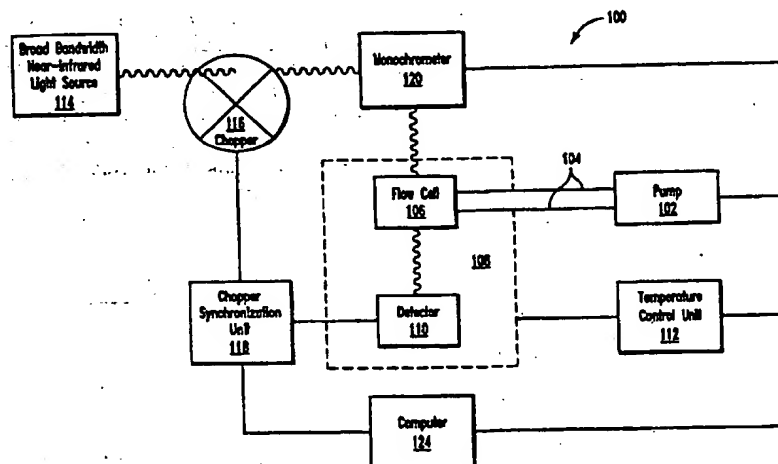 100
Broad Bandwidth
Near-Infrared
Light Source
114
116
Chopper
Monochrometer
120
104
Flow Cell
106
Pump
102
108
Chopper
Synchronization
Unit
118
Detector
110
Temperature
Control Unit
112
Computer
124